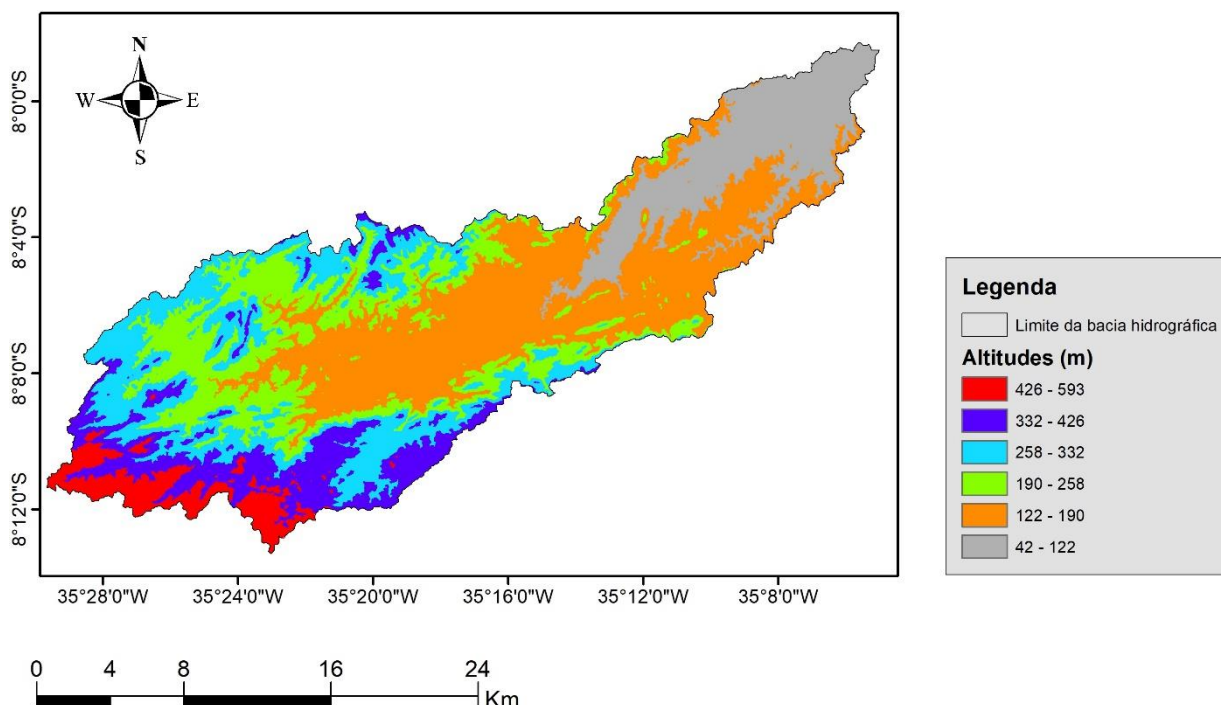 N
W E
S
8°0'0"S
8°4'0"S
8°8'0"S
8°12'0"S
35°28'0"W 35°24'0"W 35°20'0"W 35°16'0"W 35°12'0"W 35°8'0"W
0 4 8 16 24
Km
Legenda
Limite da bacia hidrográfica
Altitudes (m)
426 - 593
332 - 426
258 - 332
190 - 258
122 - 190
42 - 122